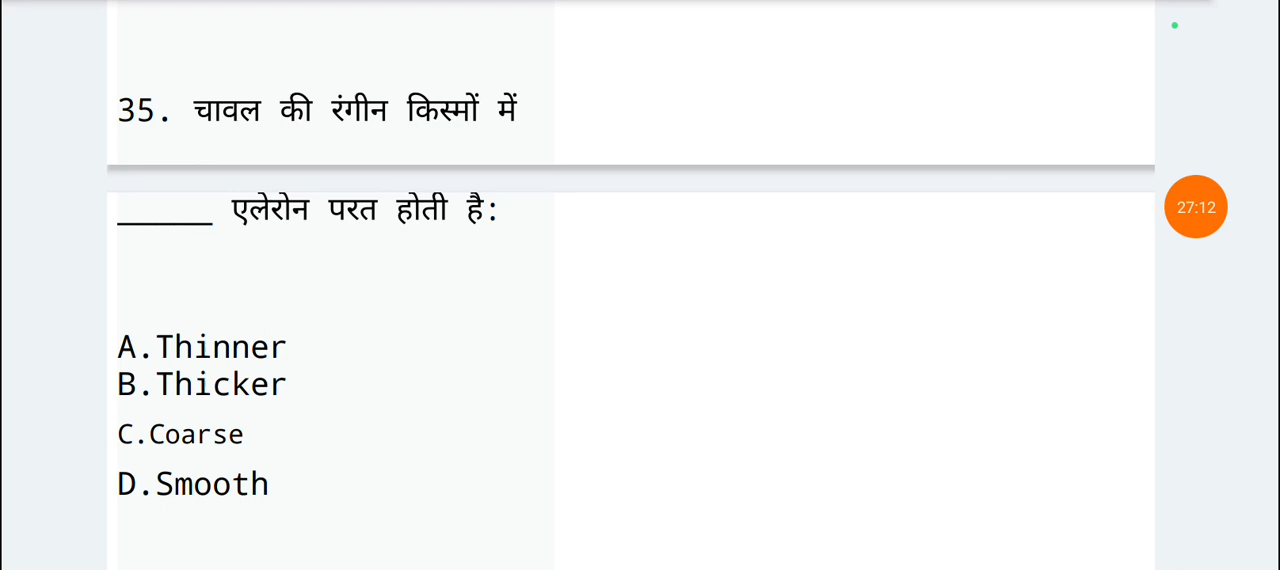 35. चावल की रंगीन किस्मों में
______ एलेरोन परत होती है:
27:12
A.Thinner
B.Thicker
C.Coarse
D.Smooth